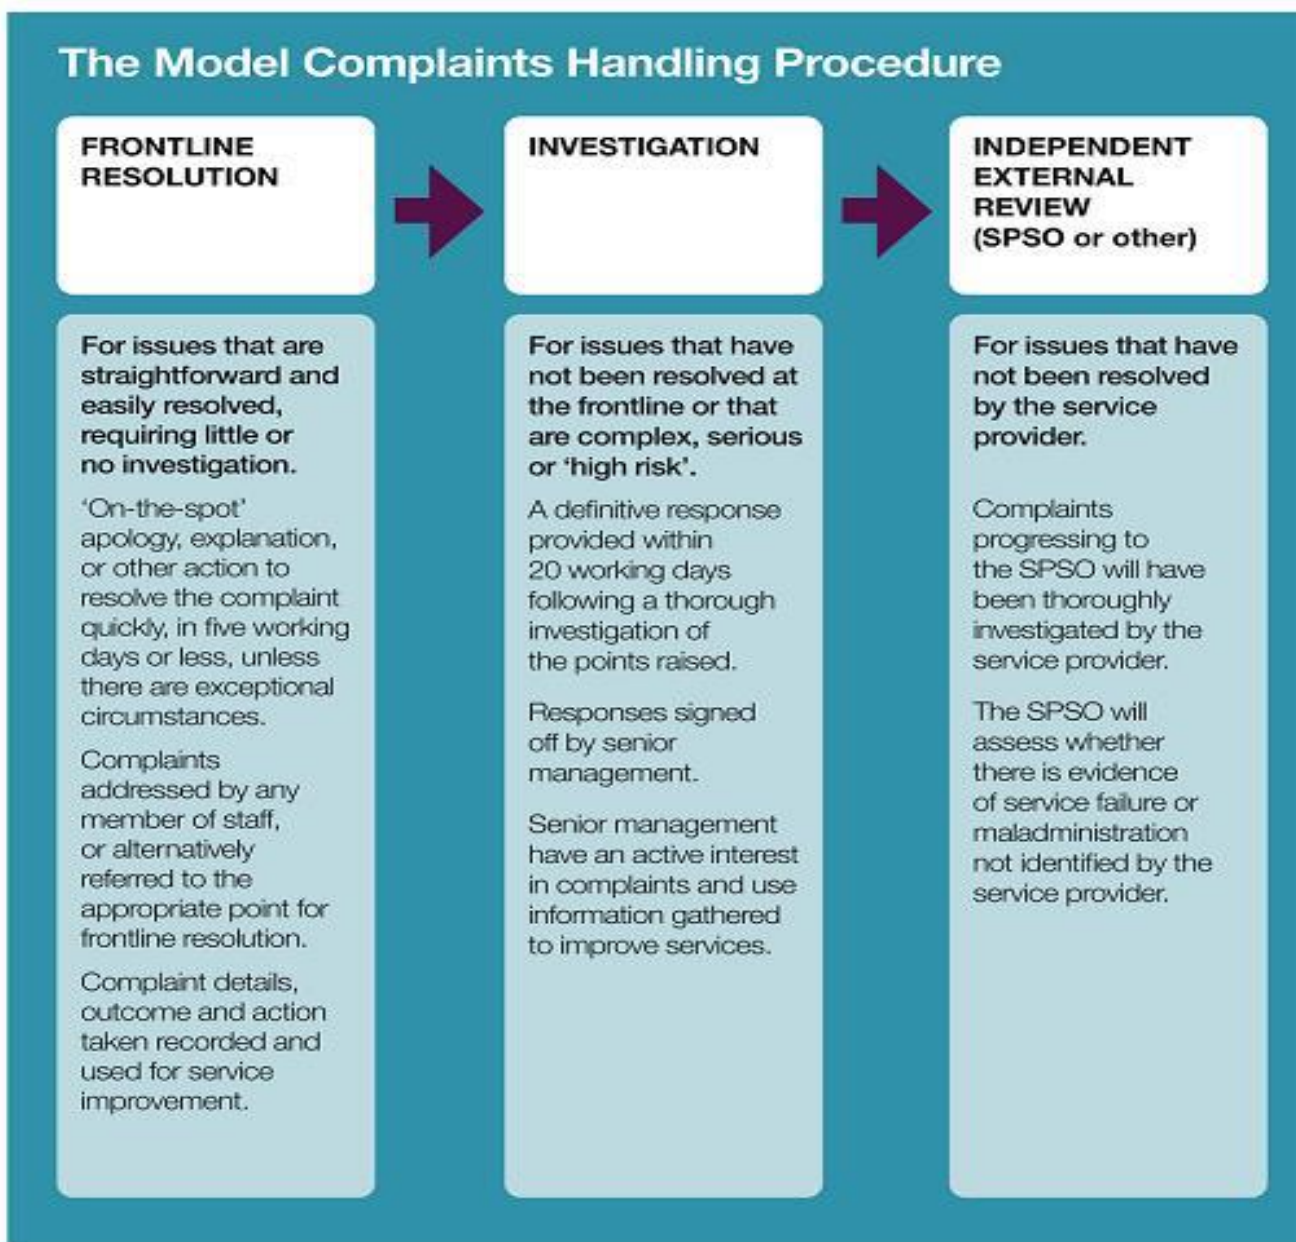 The Model Complaints Handling Procedure
FRONTLINE
RESOLUTION
For issues that are
straightforward and
easily resolved,
requiring little or
no investigation.
‘On-the-spot’
apology, explanation,
or other action to
resolve the complaint
quickly, in five working
days or less, unless
there are exceptional
circumstances.
Complaints
addressed by any
member of staff,
or alternatively
referred to the
appropriate point for
frontline resolution.
Complaint details,
outcome and action
taken recorded and
used for service
improvement.
INVESTIGATION
For issues that have
not been resolved at
the frontline or that
are complex, serious
or ‘high risk’.
A definitive response
provided within
20 working days
following a thorough
investigation of
the points raised.
Responses signed
off by senior
management.
Senior management
have an active interest
in complaints and use
information gathered
to improve services.
INDEPENDENT
EXTERNAL
REVIEW
(SPSO or other)
For issues that have
not been resolved
by the service
provider.
Complaints
progressing to
the SPSO will have
been thoroughly
investigated by the
service provider.
The SPSO will
assess whether
there is evidence
of service failure or
maladministration
not identified by the
service provider.